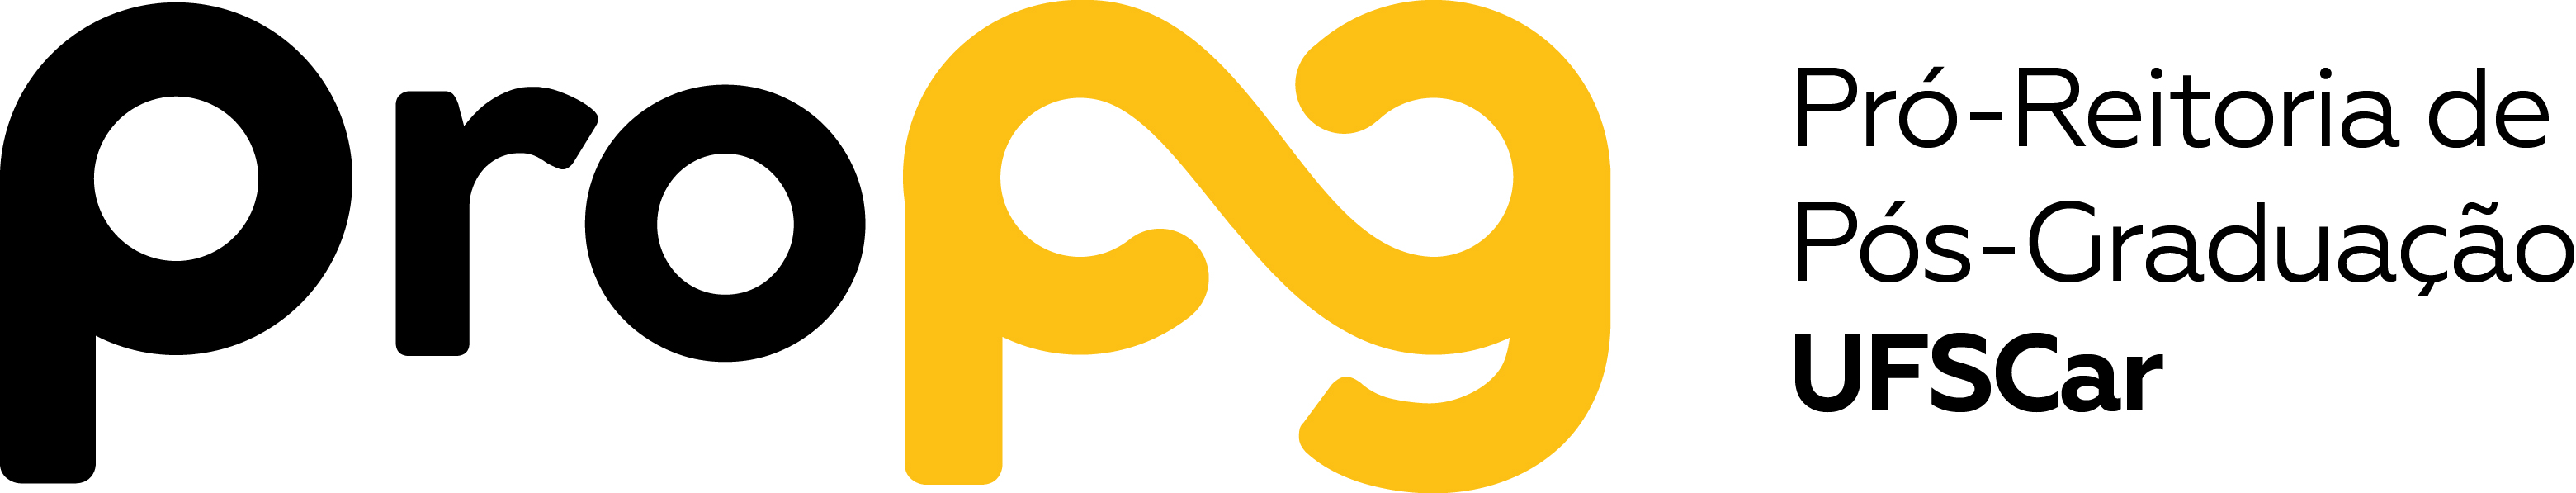 propg
Pró-Reitoria de
Pós-Graduação
UFSCar